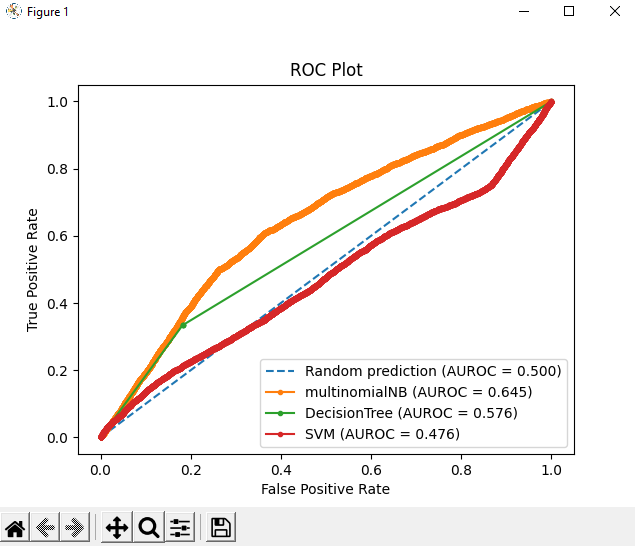 Figure 1
ROC Plot
1.0
0.8
0.6
0.4
0.2
0.0
True Positive Rate
Random prediction (AUROC = 0.500)
multinomialNB (AUROC = 0.645)
DecisionTree (AUROC = 0.576)
SVM (AUROC = 0.476)
0.0 0.2 0.4 0.6 0.8 1.0
False Positive Rate